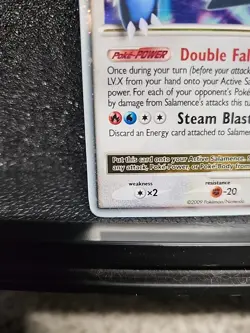 Poké-POWER Double Fal
Once during your turn (before your attack
LV.X from your hand onto your Active Sa
power. For each of your opponent's Poké
by damage from Salamence's attacks this tu
Steam Blast
Discard an Energy card attached to Salamenc
Put this card onto your Active Salamence. S
any attack, Poké-Power, or Poké-Body from
weakness
resistance
×2
-20
©2009 Pokémon/Nintendo